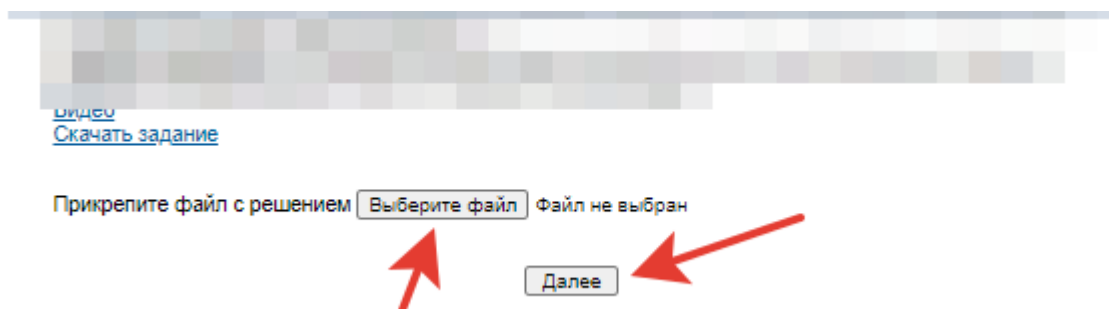 Видео
Скачать задание
Прикрепите файл с решением Выберите файл Файл не выбран
Далее